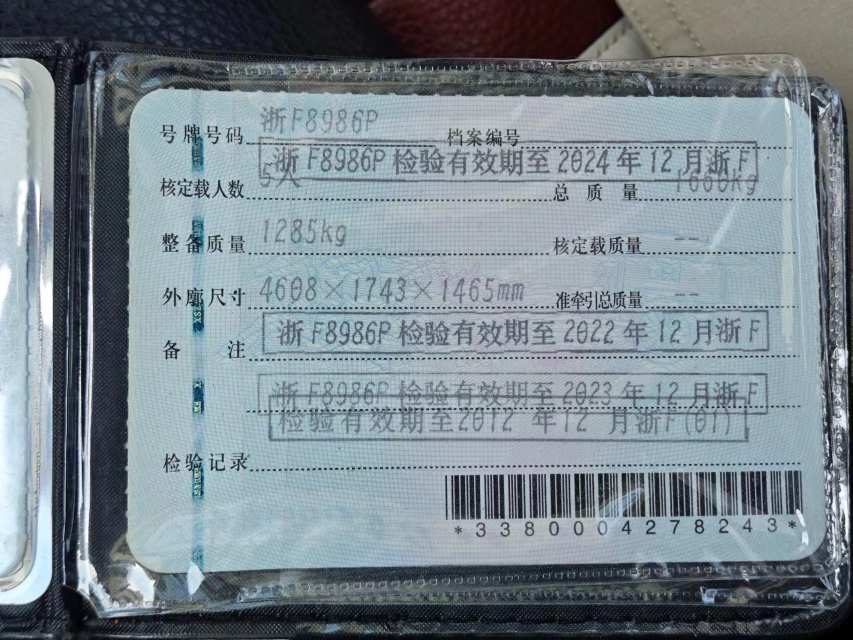 号牌号码 浙F8986P 档案编号
浙F8986P检验有效期至2024年12月浙F
核定载人数 5人 总质量 1660kg
整备质量 1285kg 核定载质量 --
外廓尺寸 4608×1743×1465mm 准牵引总质量 --
备注 浙F8986P检验有效期至2022年12月浙F
浙F8986P检验有效期至2023年12月浙F
检验有效期至2012年12月浙F(01)
检验记录
*3380004278243*